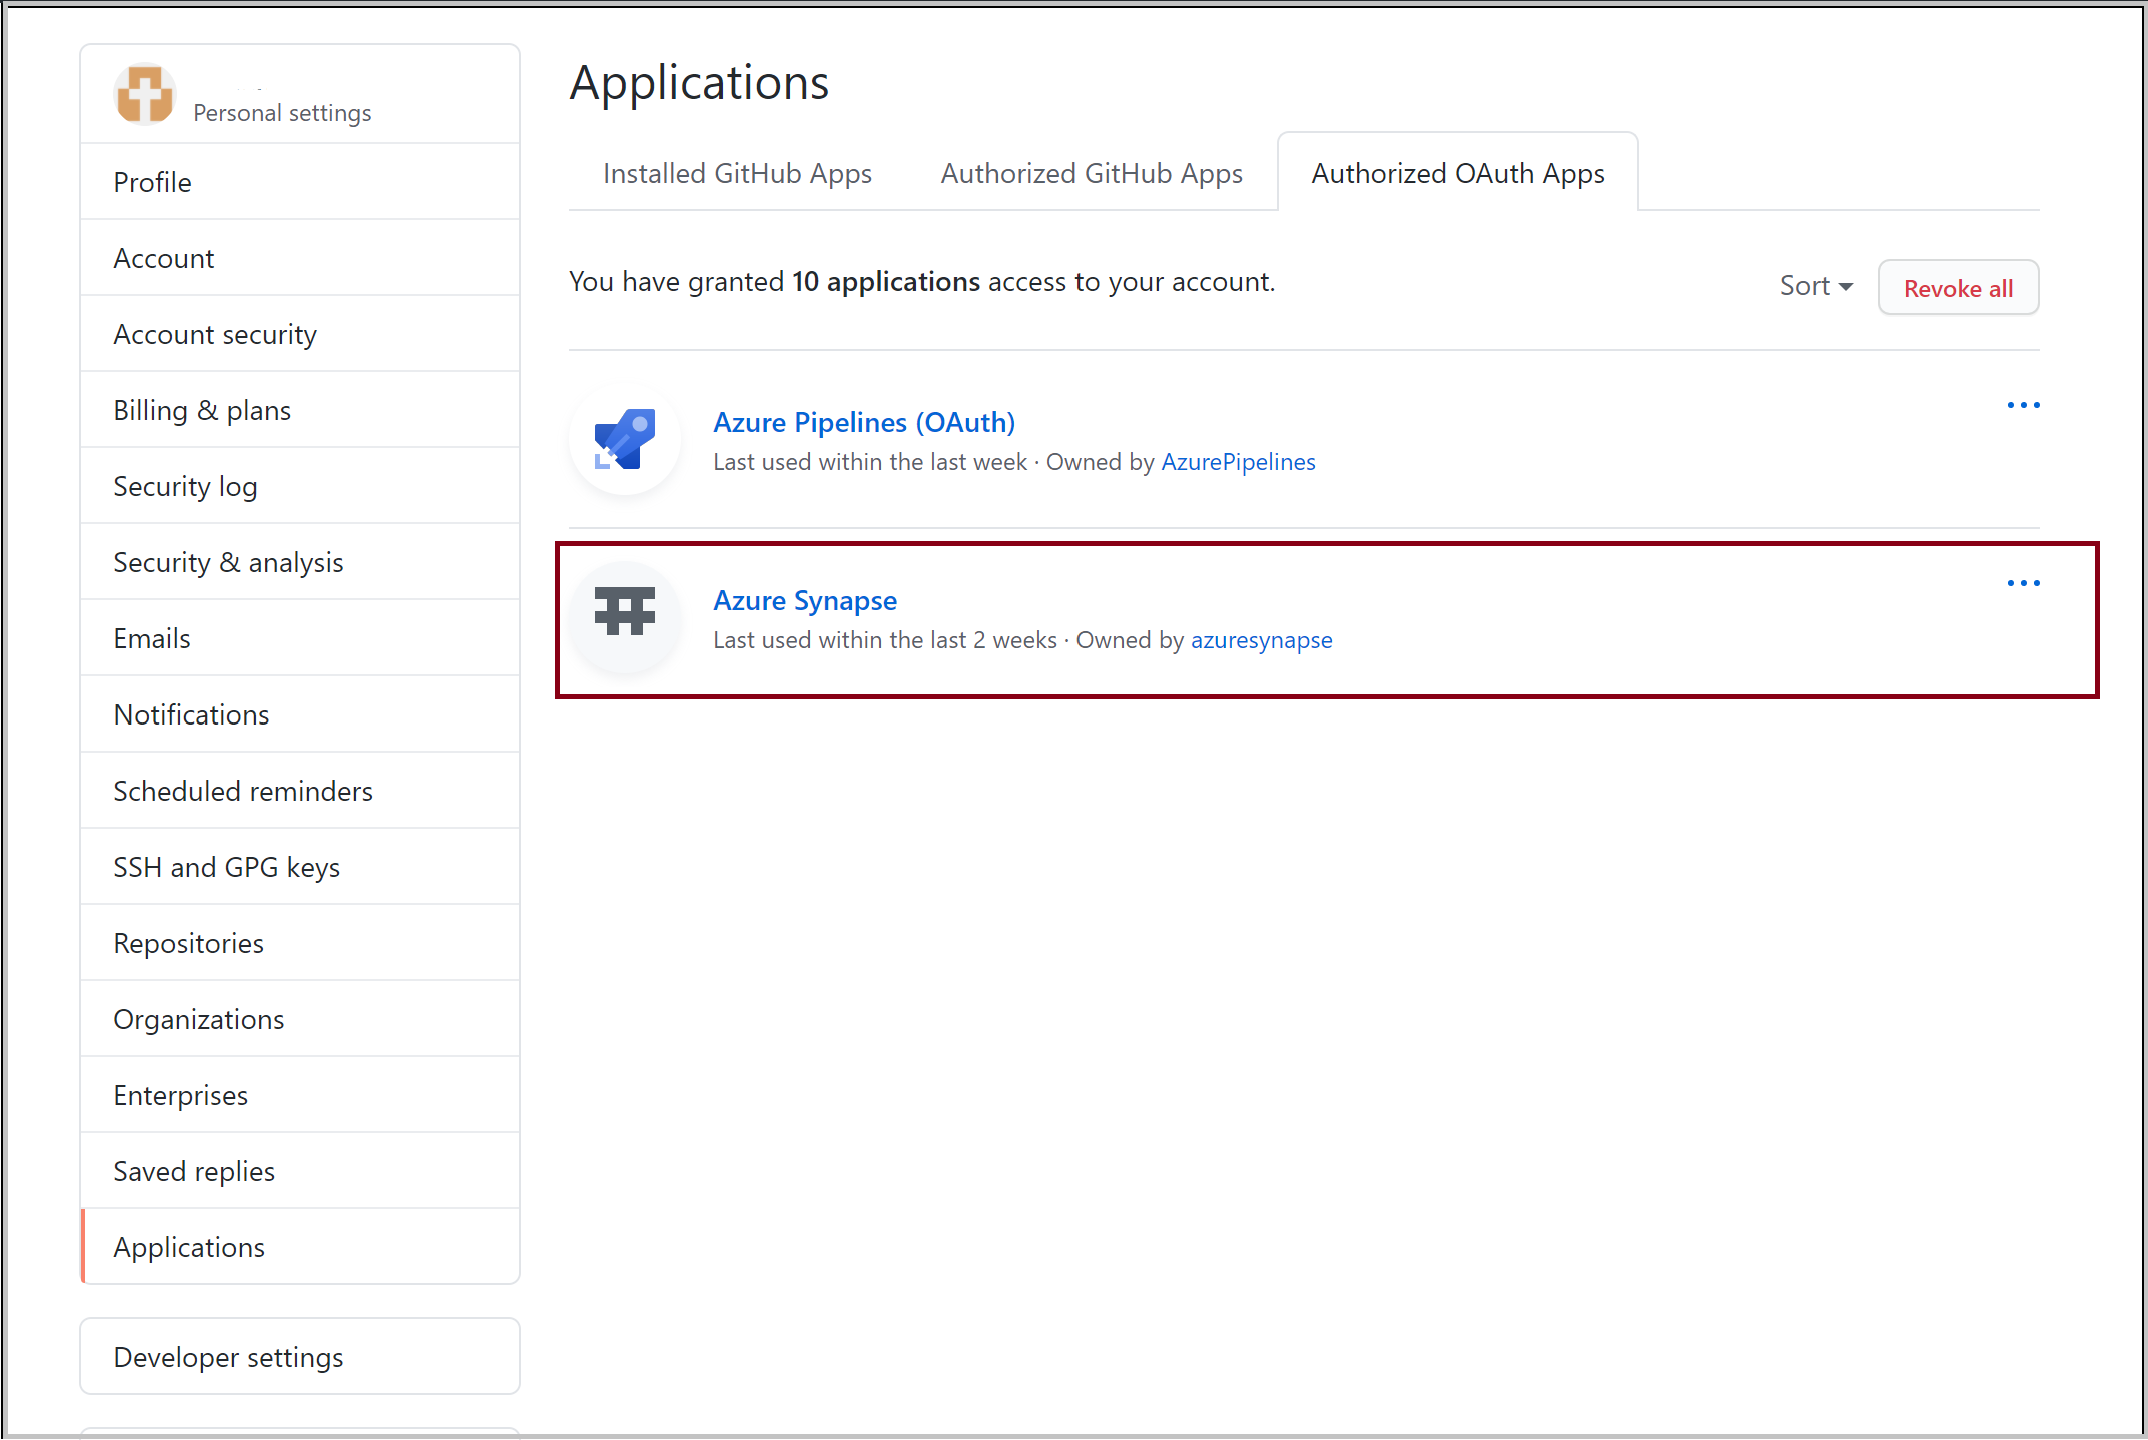 Personal settings
Profile
Account
Account security
Billing & plans
Security log
Security & analysis
Emails
Notifications
Scheduled reminders
SSH and GPG keys
Repositories
Organizations
Enterprises
Saved replies
Applications
Developer settings
Applications
Installed GitHub Apps
Authorized GitHub Apps
Authorized OAuth Apps
You have granted 10 applications access to your account.
Sort
Revoke all
Azure Pipelines (OAuth)
Last used within the last week · Owned by AzurePipelines
Azure Synapse
Last used within the last 2 weeks · Owned by azuresynapse